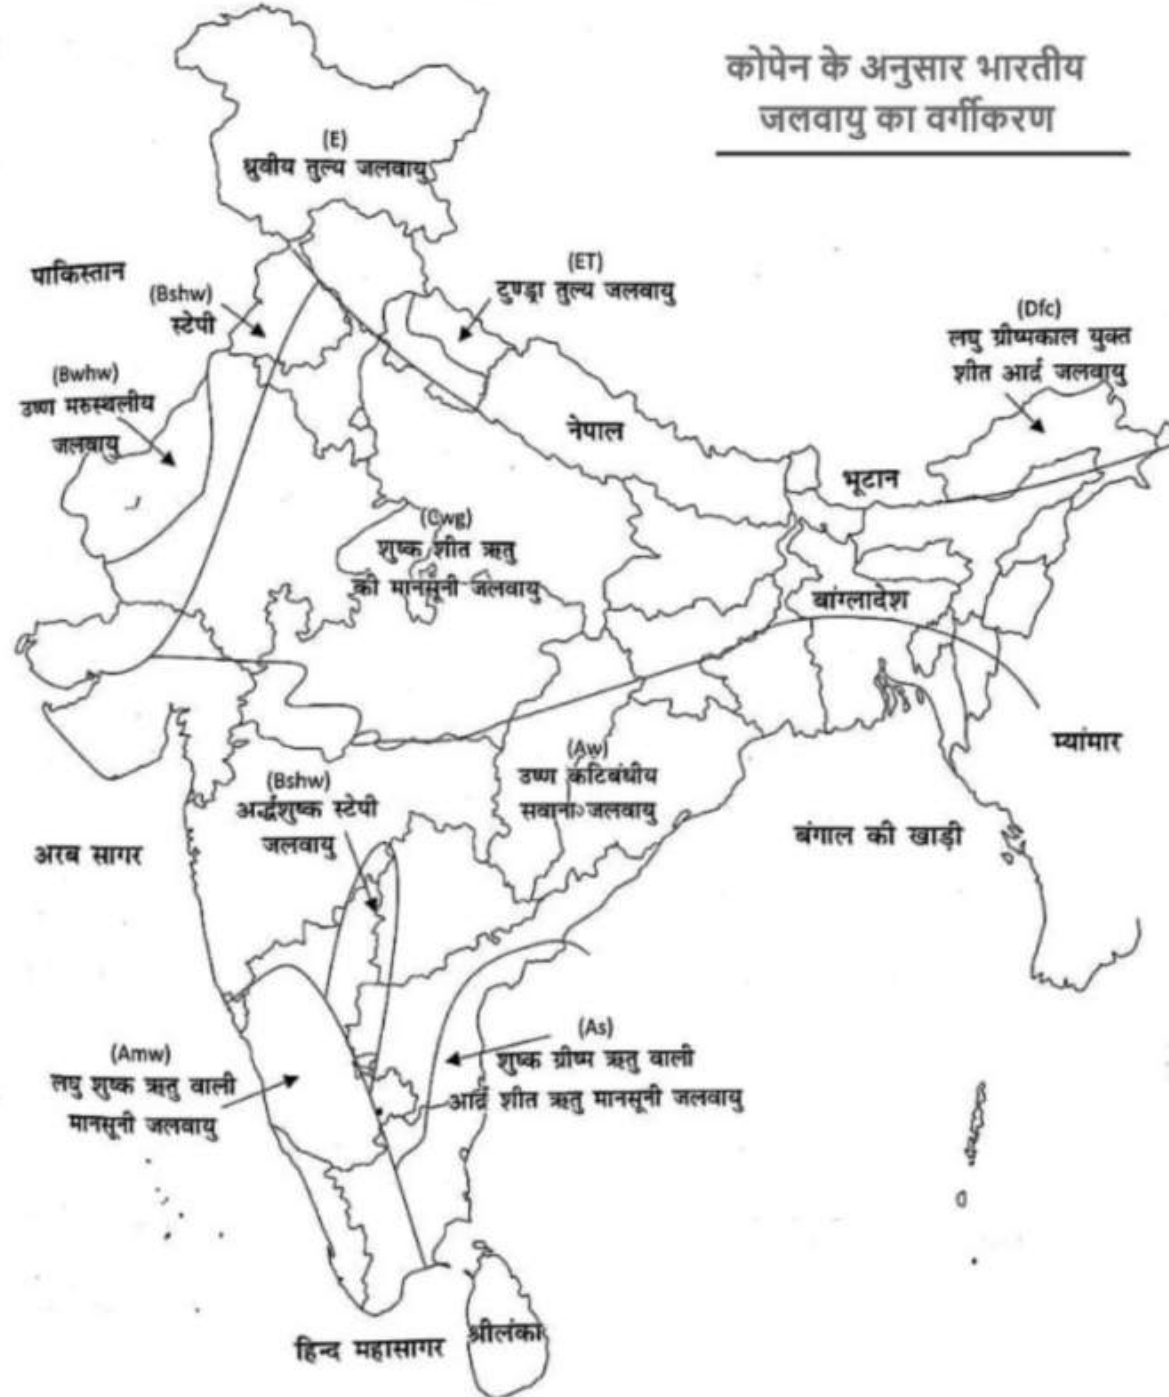 कोपेन के अनुसार भारतीय
जलवायु का वर्गीकरण
(E)
ध्रुवीय तुल्य जलवायु
पाकिस्तान
(Bshw)
स्टेपी
(ET)
टुण्ड्रा तुल्य जलवायु
(Dfc)
लघु ग्रीष्मकाल युक्त
शीत आर्द्र जलवायु
(Bwhw)
उष्ण मरुस्थलीय
जलवायु
नेपाल
भूटान
(Cwg)
शुष्क शीत ऋतु
की मानसूनी जलवायु
बांग्लादेश
म्यांमार
(Aw)
उष्ण कटिबंधीय
सवाना जलवायु
(Bshw)
अर्द्धशुष्क स्टेपी
जलवायु
अरब सागर
बंगाल की खाड़ी
(As)
शुष्क ग्रीष्म ऋतु वाली
आर्द्र शीत ऋतु मानसूनी जलवायु
(Amw)
लघु शुष्क ऋतु वाली
मानसूनी जलवायु
हिन्द महासागर
श्रीलंका